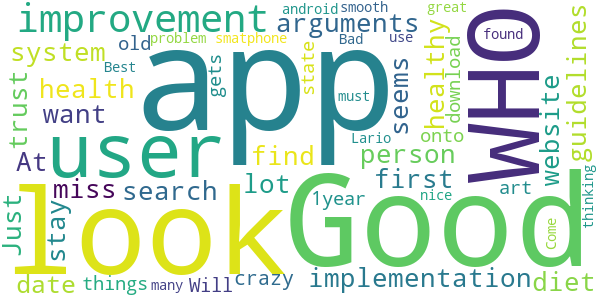 android smooth great
improvement arguments
old problem smatphone Bad use
system Best gets state app seems WHO found
trust health must healthy download guidelines
want user find Lario onto website
At person
miss search lot first art
Just stay look 1year Good nice Come thinking
date things many Will crazy implementation diet